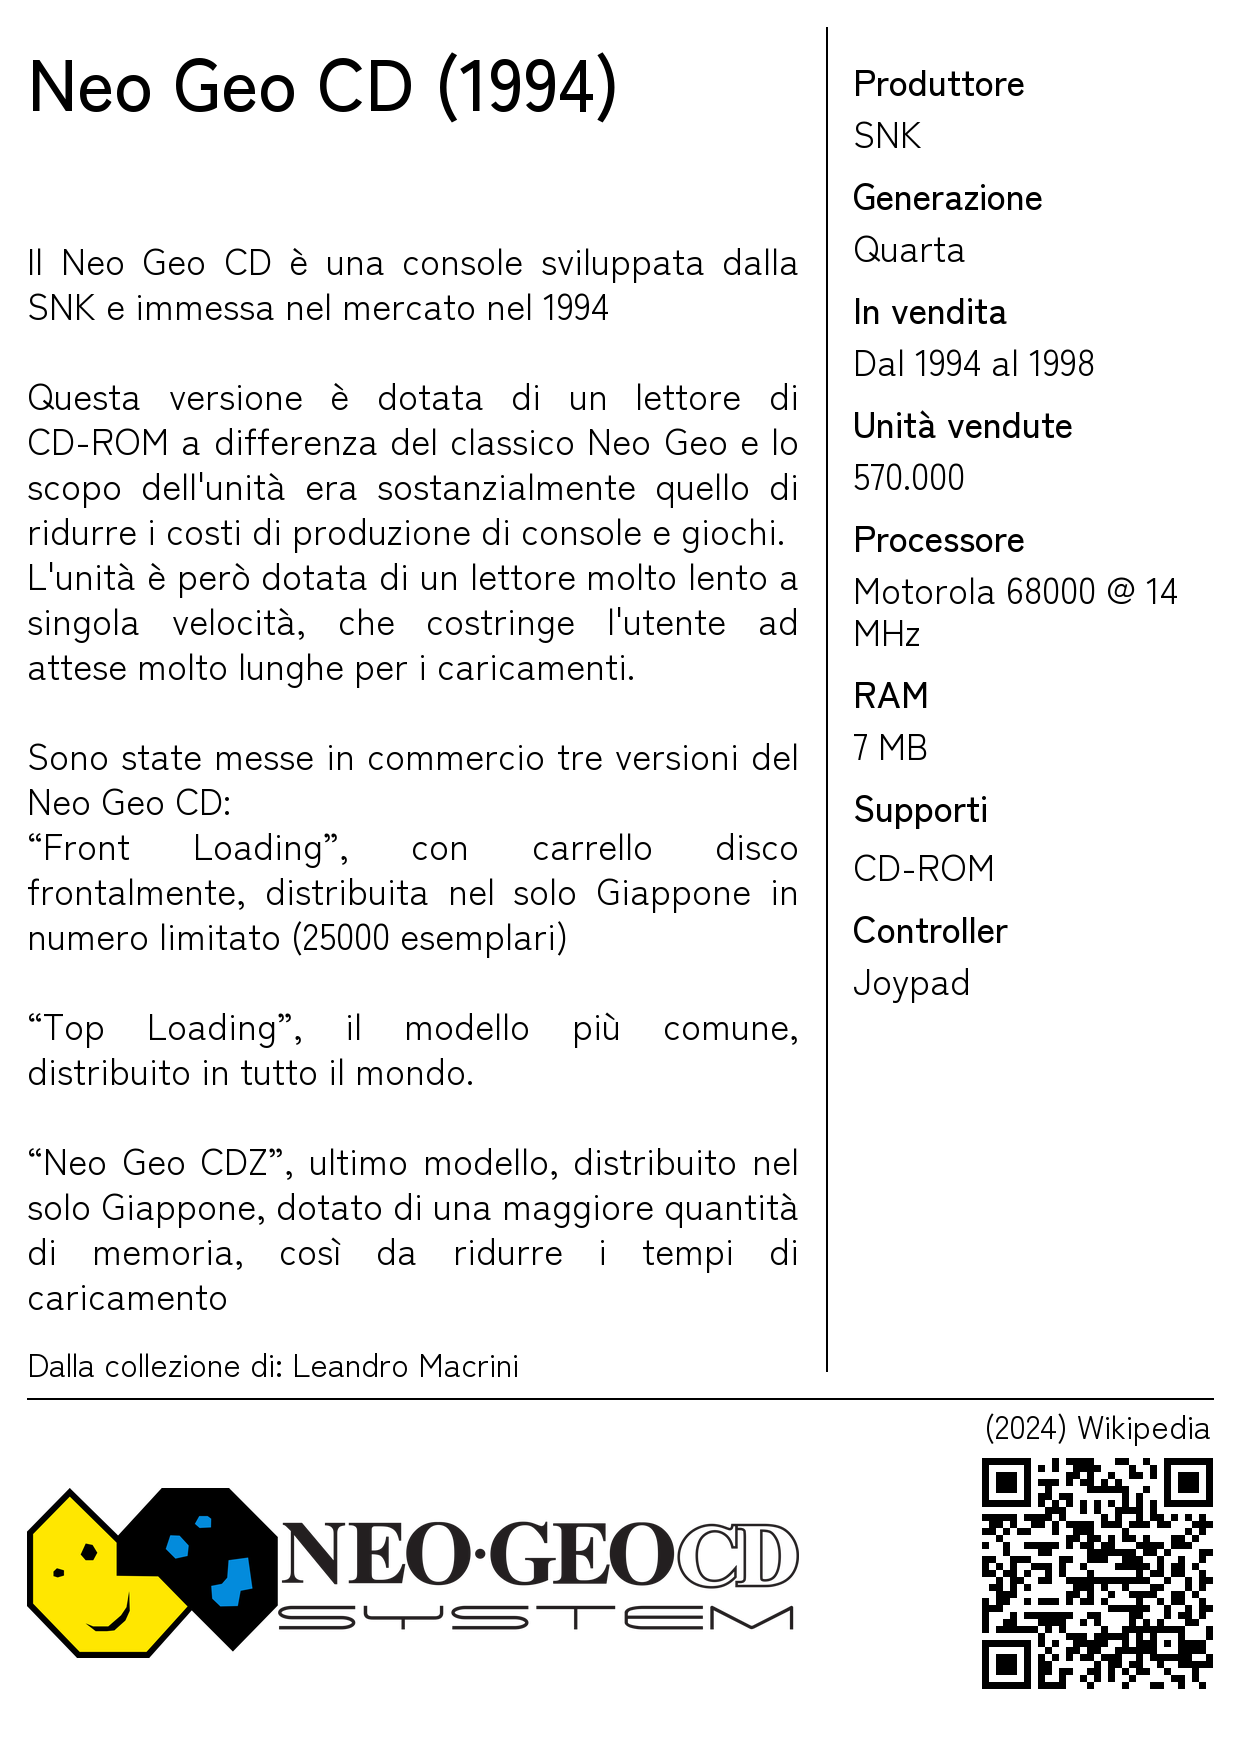 Neo Geo CD (1994)
Il Neo Geo CD è una console sviluppata dalla
SNK e immessa nel mercato nel 1994
Questa versione è dotata di un lettore di
CD-ROM a differenza del classico Neo Geo e lo
scopo dell'unità era sostanzialmente quello di
ridurre i costi di produzione di console e giochi.
L'unità è però dotata di un lettore molto lento a
singola velocità, che costringe l'utente ad
attese molto lunghe per i caricamenti.
Sono state messe in commercio tre versioni del
Neo Geo CD:
“Front Loading”, con carrello disco
frontalmente, distribuita nel solo Giappone in
numero limitato (25000 esemplari)
“Top Loading”, il modello più comune,
distribuito in tutto il mondo.
“Neo Geo CDZ”, ultimo modello, distribuito nel
solo Giappone, dotato di una maggiore quantità
di memoria, così da ridurre i tempi di
caricamento
Dalla collezione di: Leandro Macrini
Produttore
SNK
Generazione
Quarta
In vendita
Dal 1994 al 1998
Unità vendute
570.000
Processore
Motorola 68000 @ 14
MHz
RAM
7 MB
Supporti
CD-ROM
Controller
Joypad
(2024) Wikipedia
NEO·GEO CD
SYSTEM